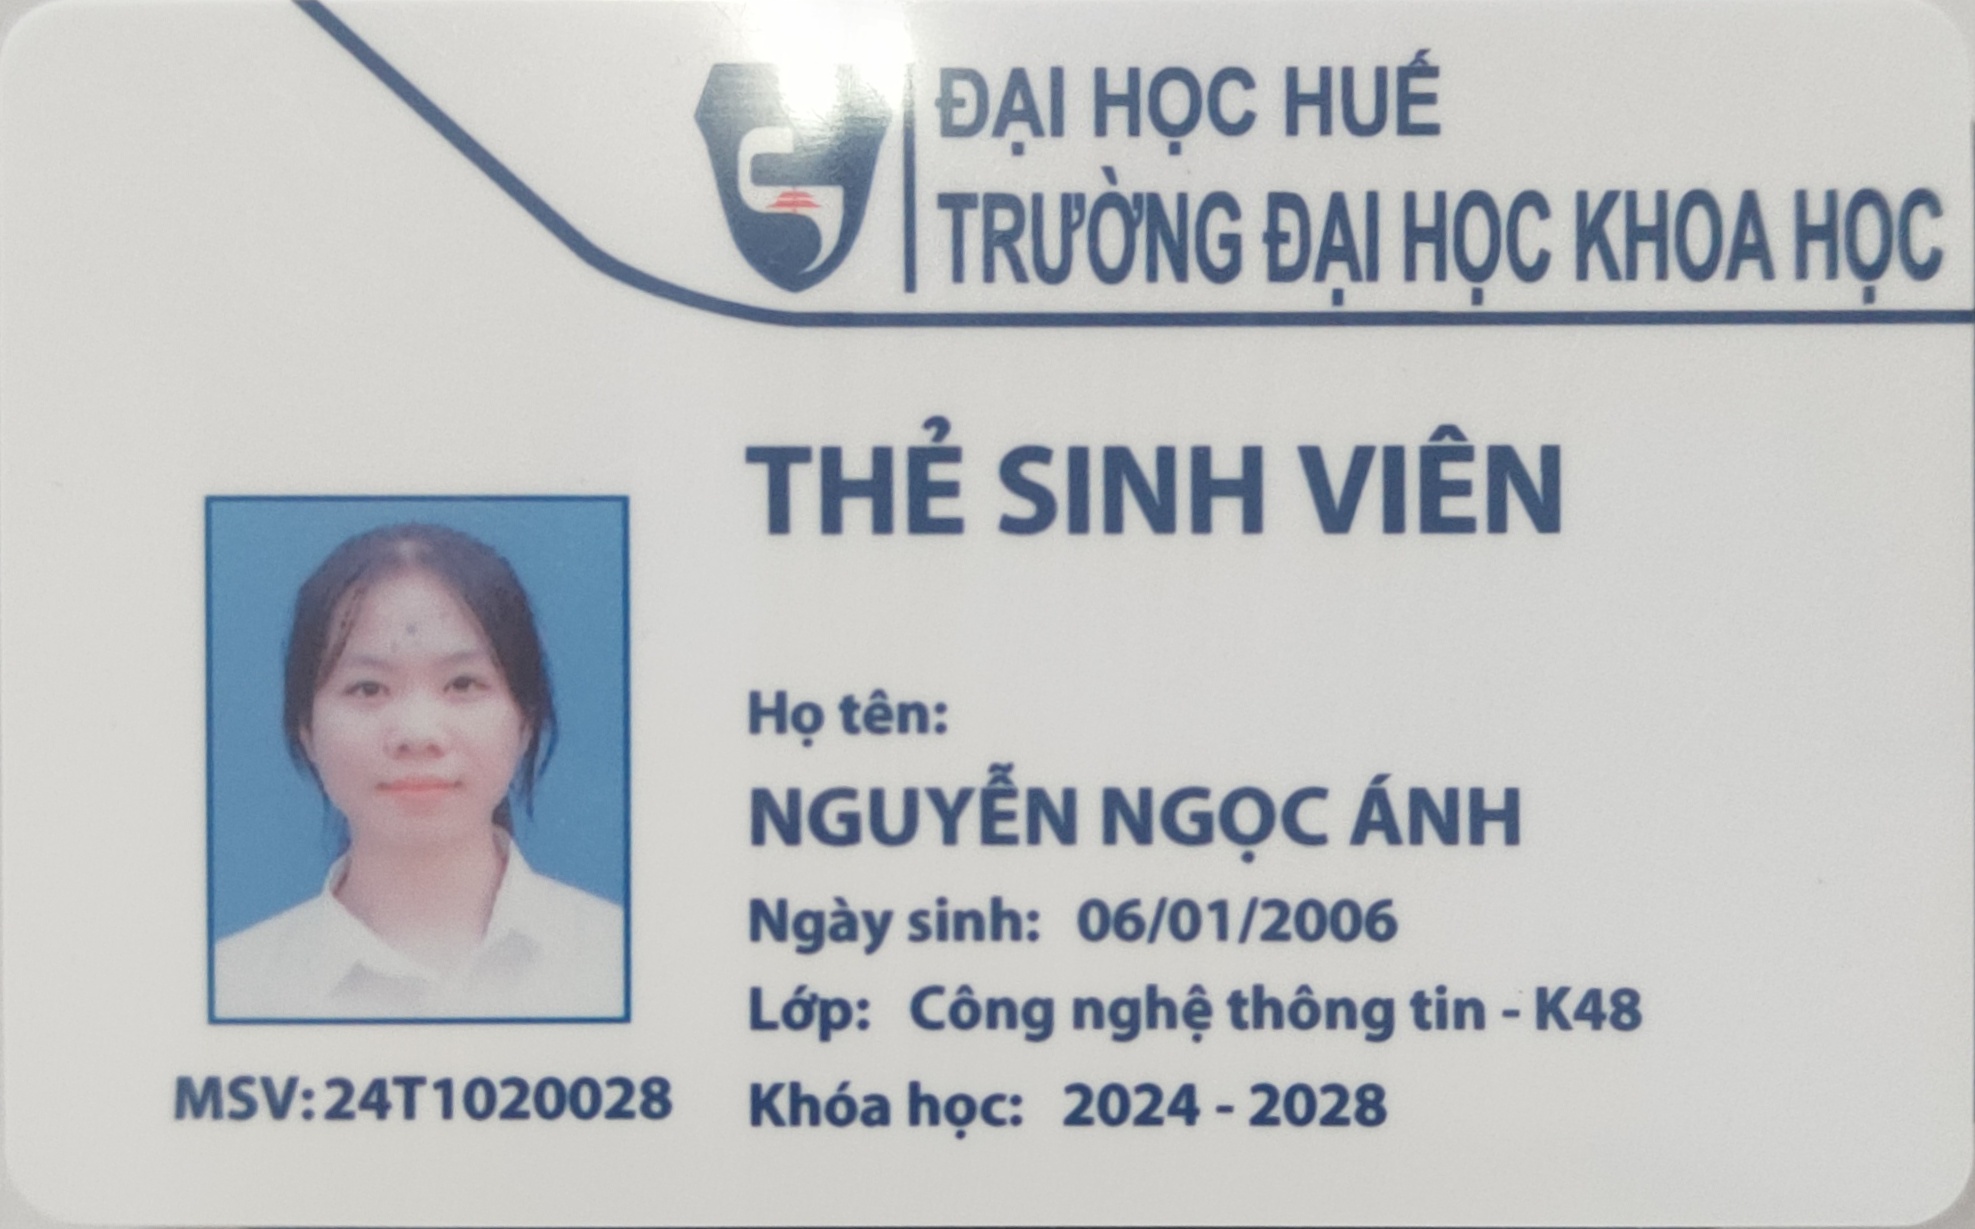 ĐẠI HỌC HUẾ
TRƯỜNG ĐẠI HỌC KHOA HỌC
THẺ SINH VIÊN
Họ tên:
NGUYỄN NGỌC ÁNH
Ngày sinh: 06/01/2006
Lớp: Công nghệ thông tin - K48
Khóa học: 2024 - 2028
MSV: 24T1020028